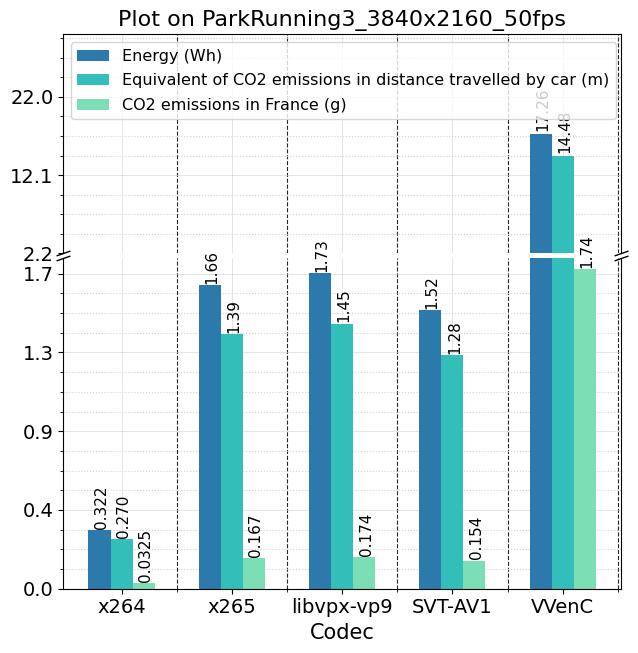 Plot on ParkRunning3_3840x2160_50fps
Energy (Wh)
Equivalent of CO2 emissions in distance travelled by car (m)
CO2 emissions in France (g)
22.0
12.1
2.2
1.7
1.3
0.9
0.4
0.0
0.322
0.270
0.0325
1.66
1.39
0.167
1.73
1.45
0.174
1.52
1.28
0.154
17.26
14.48
1.74
x264
x265
libvpx-vp9
SVT-AV1
VVenC
Codec